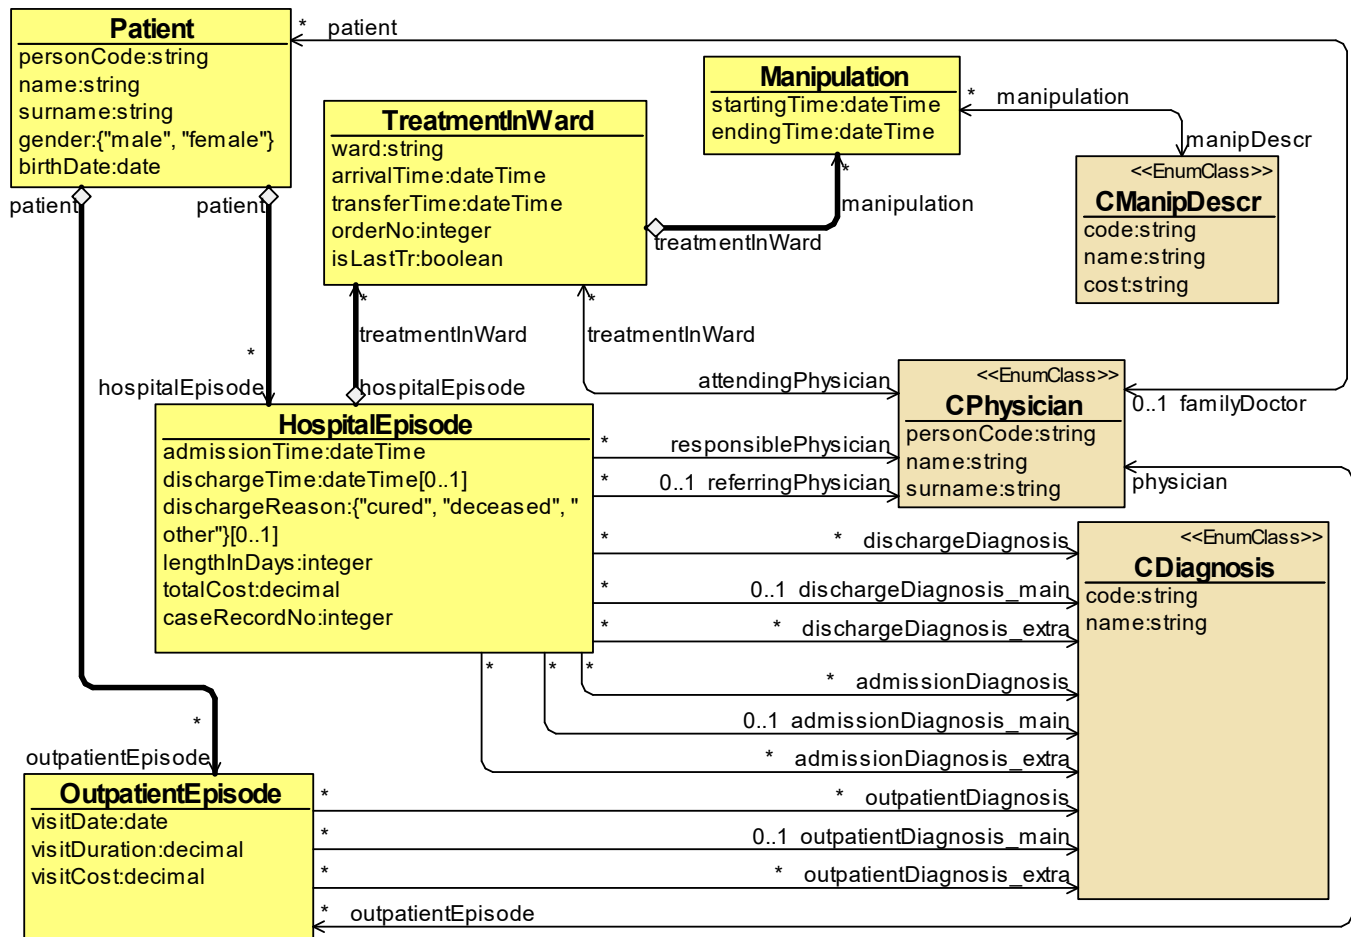 Patient
personCode:string
name:string
surname:string
gender:{"male", "female"}
birthDate:date
* patient
patient
patient
TreatmentInWard
ward:string
arrivalTime:dateTime
transferTime:dateTime
orderNo:integer
isLastTr:boolean
Manipulation
startingTime:dateTime
endingTime:dateTime
* manipulation
manipDescr
<<EnumClass>>
CManipDescr
code:string
name:string
cost:string
*
manipulation
treatmentInWard
*
treatmentInWard
*
treatmentInWard
*
hospitalEpisode
hospitalEpisode
attendingPhysician
<<EnumClass>>
CPhysician
personCode:string
name:string
surname:string
0..1 familyDoctor
physician
HospitalEpisode
admissionTime:dateTime
dischargeTime:dateTime[0..1]
dischargeReason:{"cured", "deceased", "
other"}[0..1]
lengthInDays:integer
totalCost:decimal
caseRecordNo:integer
* responsiblePhysician
* 0..1 referringPhysician
* * dischargeDiagnosis
* 0..1 dischargeDiagnosis_main
* * dischargeDiagnosis_extra
* * *
* admissionDiagnosis
0..1 admissionDiagnosis_main
* admissionDiagnosis_extra
<<EnumClass>>
CDiagnosis
code:string
name:string
*
outpatientEpisode
OutpatientEpisode
visitDate:date
visitDuration:decimal
visitCost:decimal
* * outpatientDiagnosis
* 0..1 outpatientDiagnosis_main
* * outpatientDiagnosis_extra
* outpatientEpisode